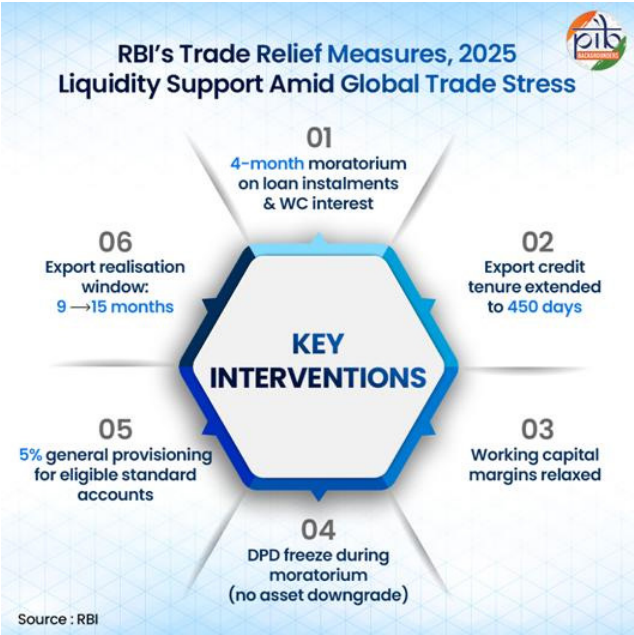 RBI's Trade Relief Measures, 2025
Liquidity Support Amid Global Trade Stress
pib
BACKGROUNDERS
01
4-month moratorium
on loan instalments
& WC interest
02
Export credit
tenure extended
to 450 days
03
Working capital
margins relaxed
04
DPD freeze during
moratorium
(no asset downgrade)
05
5% general provisioning
for eligible standard
accounts
06
Export realisation
window:
9 →15 months
KEY
INTERVENTIONS
Source : RBI